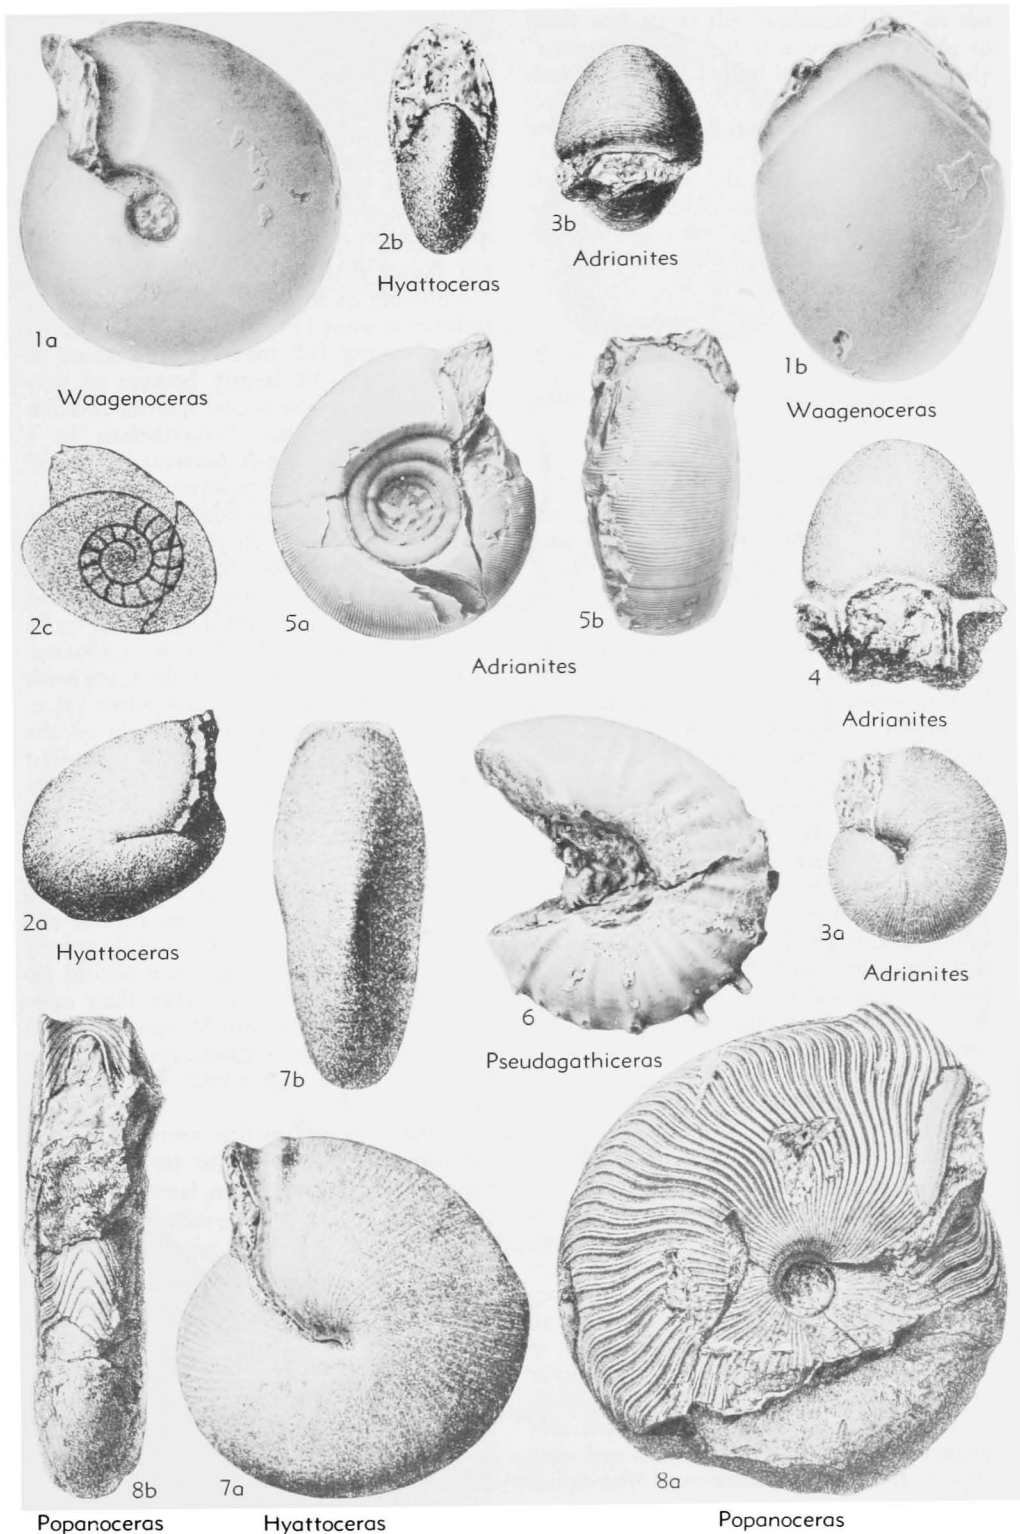 1a
Waagenoceras
2b
Hyattoceras
3b
Adrianites
1b
Waagenoceras
2c
5a
5b
Adrianites
4
Adrianites
2a
Hyattoceras
7b
6
Pseudagathiceras
3a
Adrianites
8b
Popanoceras
7a
Hyattoceras
8a
Popanoceras